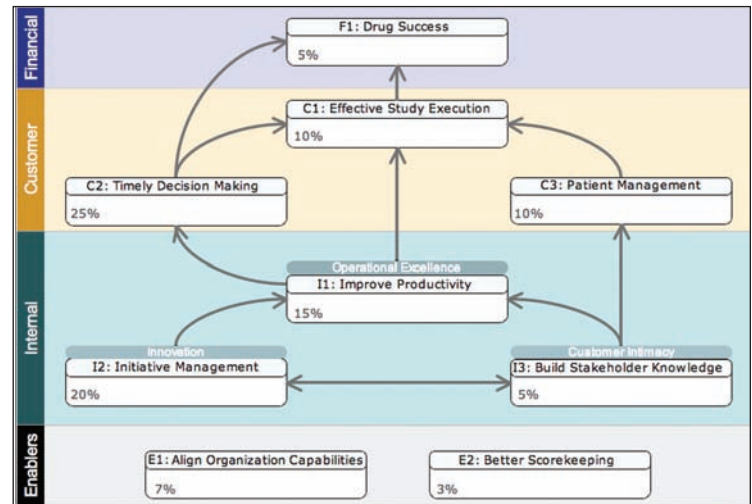 Financial
F1: Drug Success
5%
Customer
C1: Effective Study Execution
10%
C2: Timely Decision Making
25%
C3: Patient Management
10%
Internal
Operational Excellence
I1: Improve Productivity
15%
Innovation
I2: Initiative Management
20%
Customer Intimacy
I3: Build Stakeholder Knowledge
5%
Enablers
E1: Align Organization Capabilities
7%
E2: Better Scorekeeping
3%